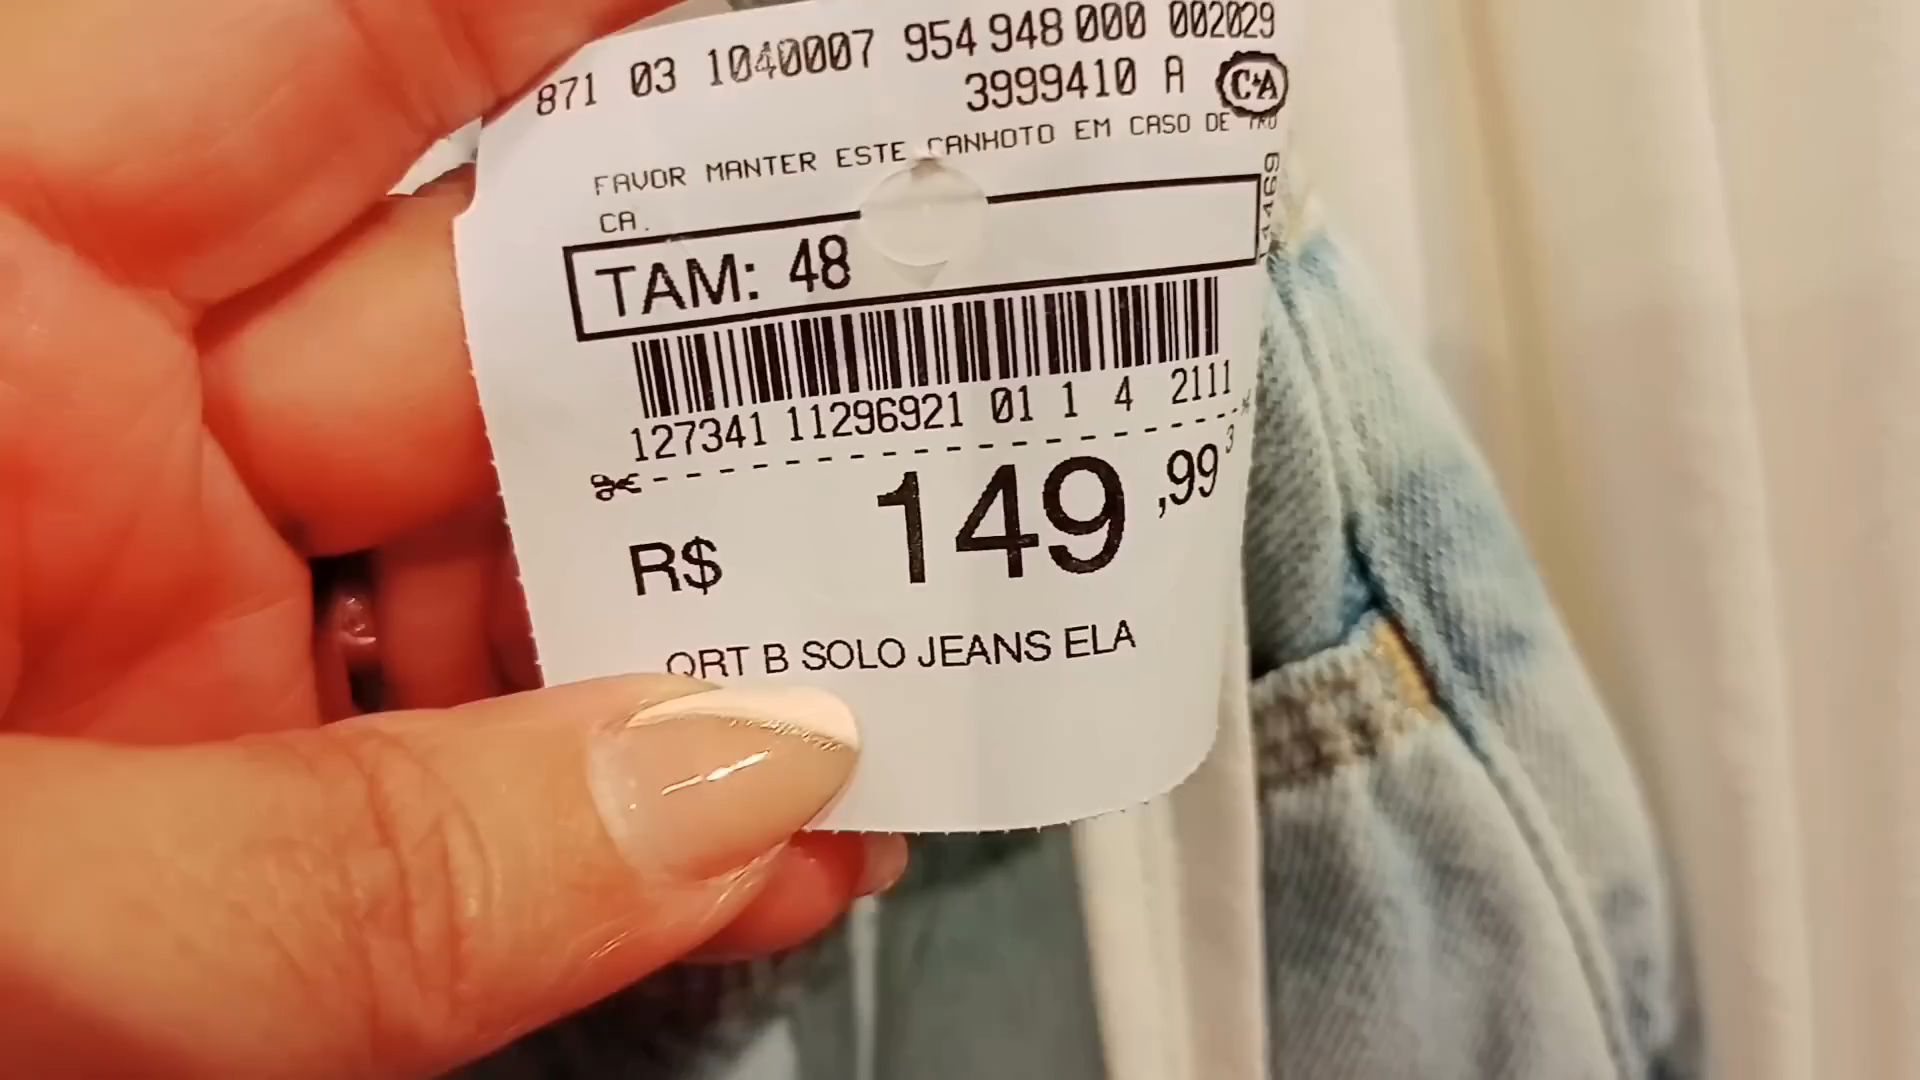 871 03 1040007 954 948 000 002029
3999410 A C&A
FAVOR MANTER ESTE CANHOTO EM CASO DE TRO
CA.
TAM: 48
127341 11296921 01 1 4 2111
R$ 149,99 3
ORT B SOLO JEANS ELA